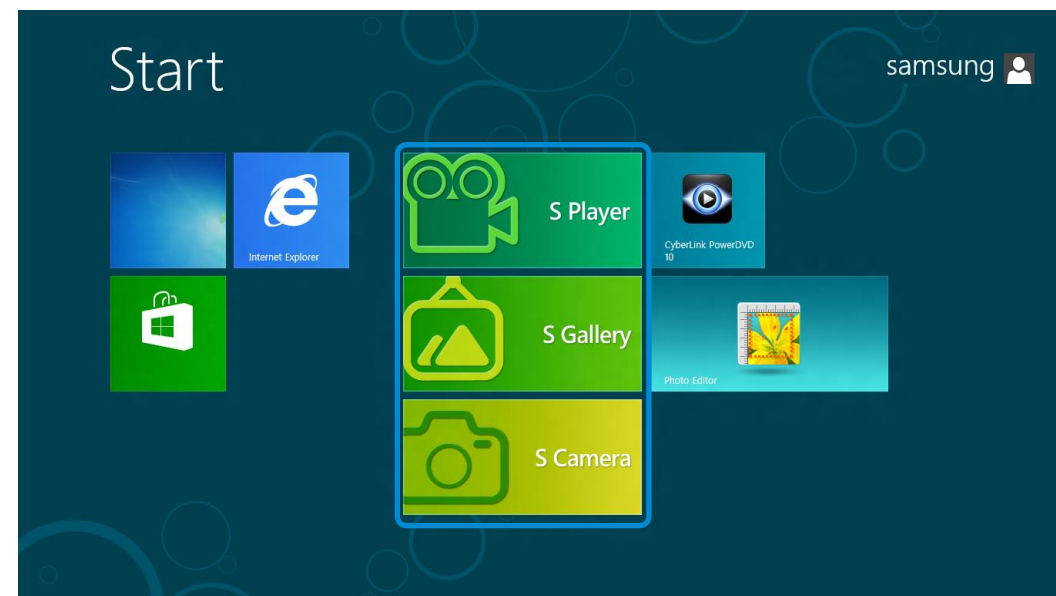 Start
samsung
Internet Explorer
S Player
CyberLink PowerDVD
10
S Gallery
Photo Editor
S Camera